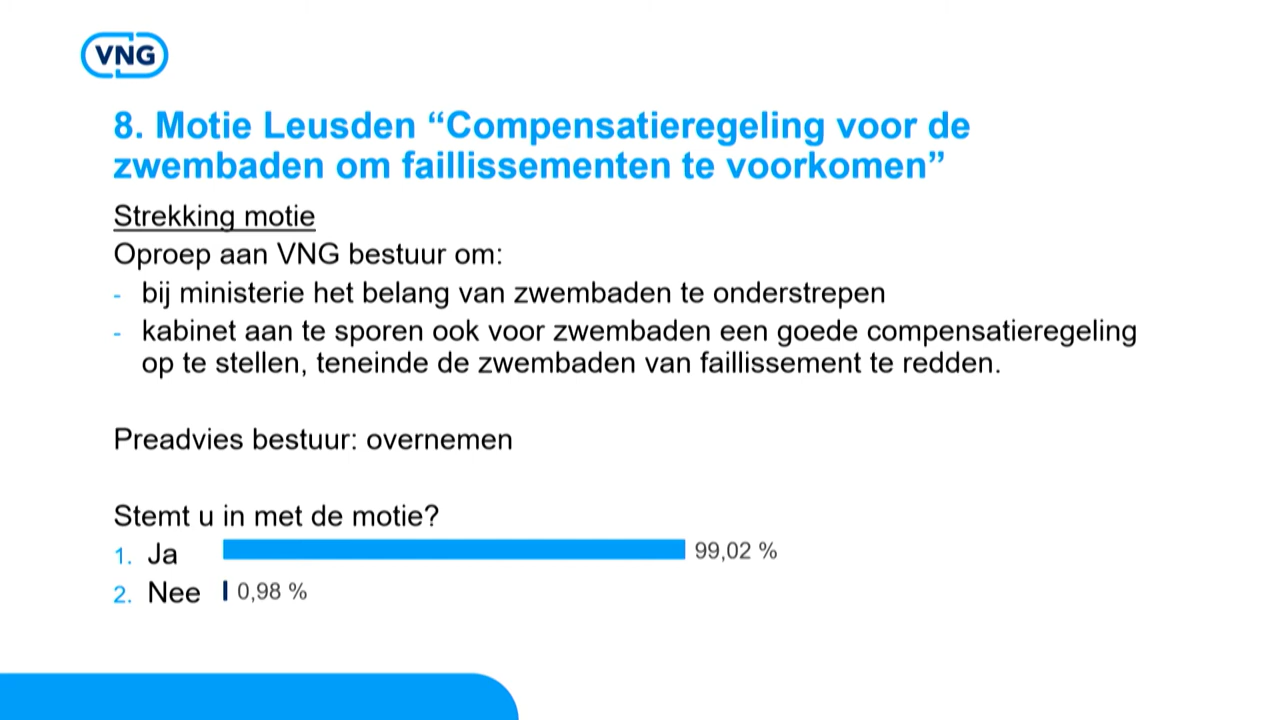 VNG
8. Motie Leusden “Compensatieregeling voor de
zwembaden om faillissementen te voorkomen”
Strekking motie
Oproep aan VNG bestuur om:
- bij ministerie het belang van zwembaden te onderstrepen
- kabinet aan te sporen ook voor zwembaden een goede compensatieregeling
op te stellen, teneinde de zwembaden van faillissement te redden.
Preadvies bestuur: overnemen
Stemt u in met de motie?
1. Ja 99,02 %
2. Nee 0,98 %